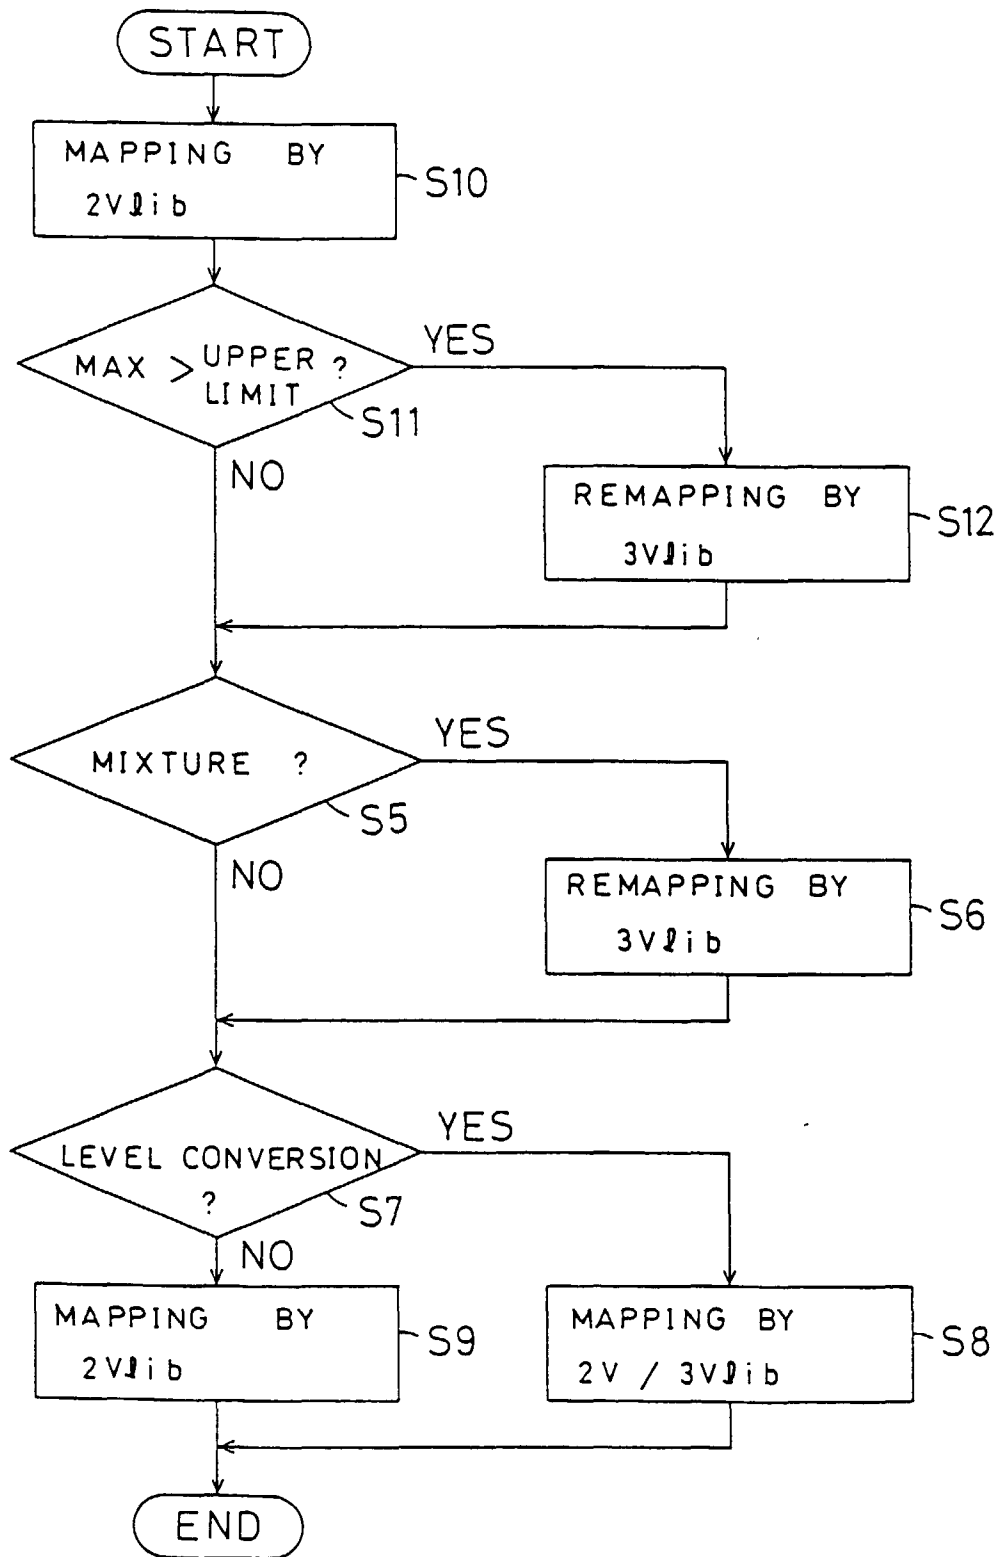 START
MAPPING BY
2Vlib
S10
MAX > UPPER LIMIT ?
YES
S11
NO
REMAPPING BY
3Vlib
S12
MIXTURE ?
YES
S5
NO
REMAPPING BY
3Vlib
S6
LEVEL CONVERSION
?
YES
S7
NO
MAPPING BY
2Vlib
S9
MAPPING BY
2V / 3Vlib
S8
END